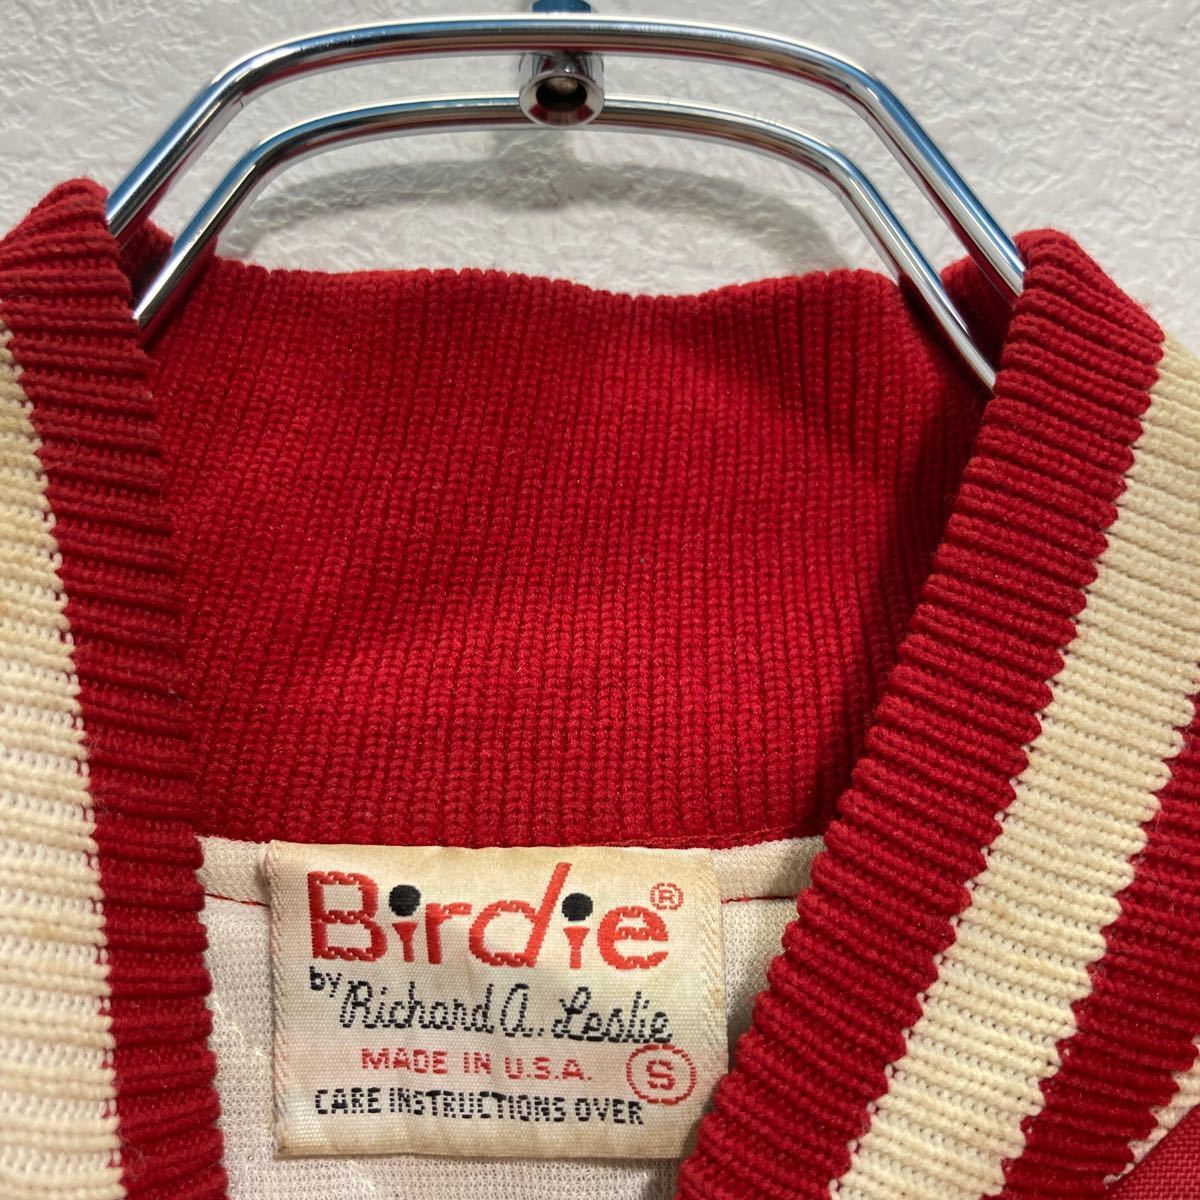 Birdie®
by Richard A. Leslie
MADE IN U.S.A. S
CARE INSTRUCTIONS OVER